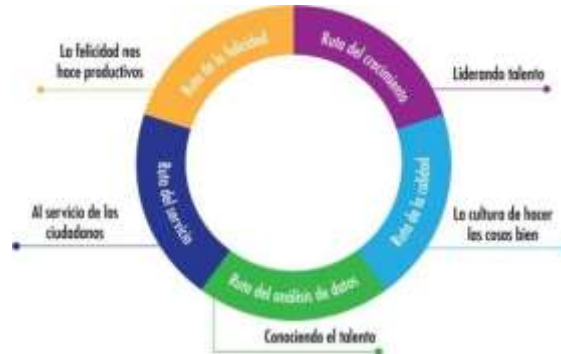 La felicidad nos
hace productivos
Ruta de la felicidad
Ruta del crecimiento
Liderando talento
Al servicio de los
ciudadanos
Ruta del servicio
Ruta de la calidad
La cultura de hacer
las cosas bien
Ruta del análisis de datos
Conociendo el talento